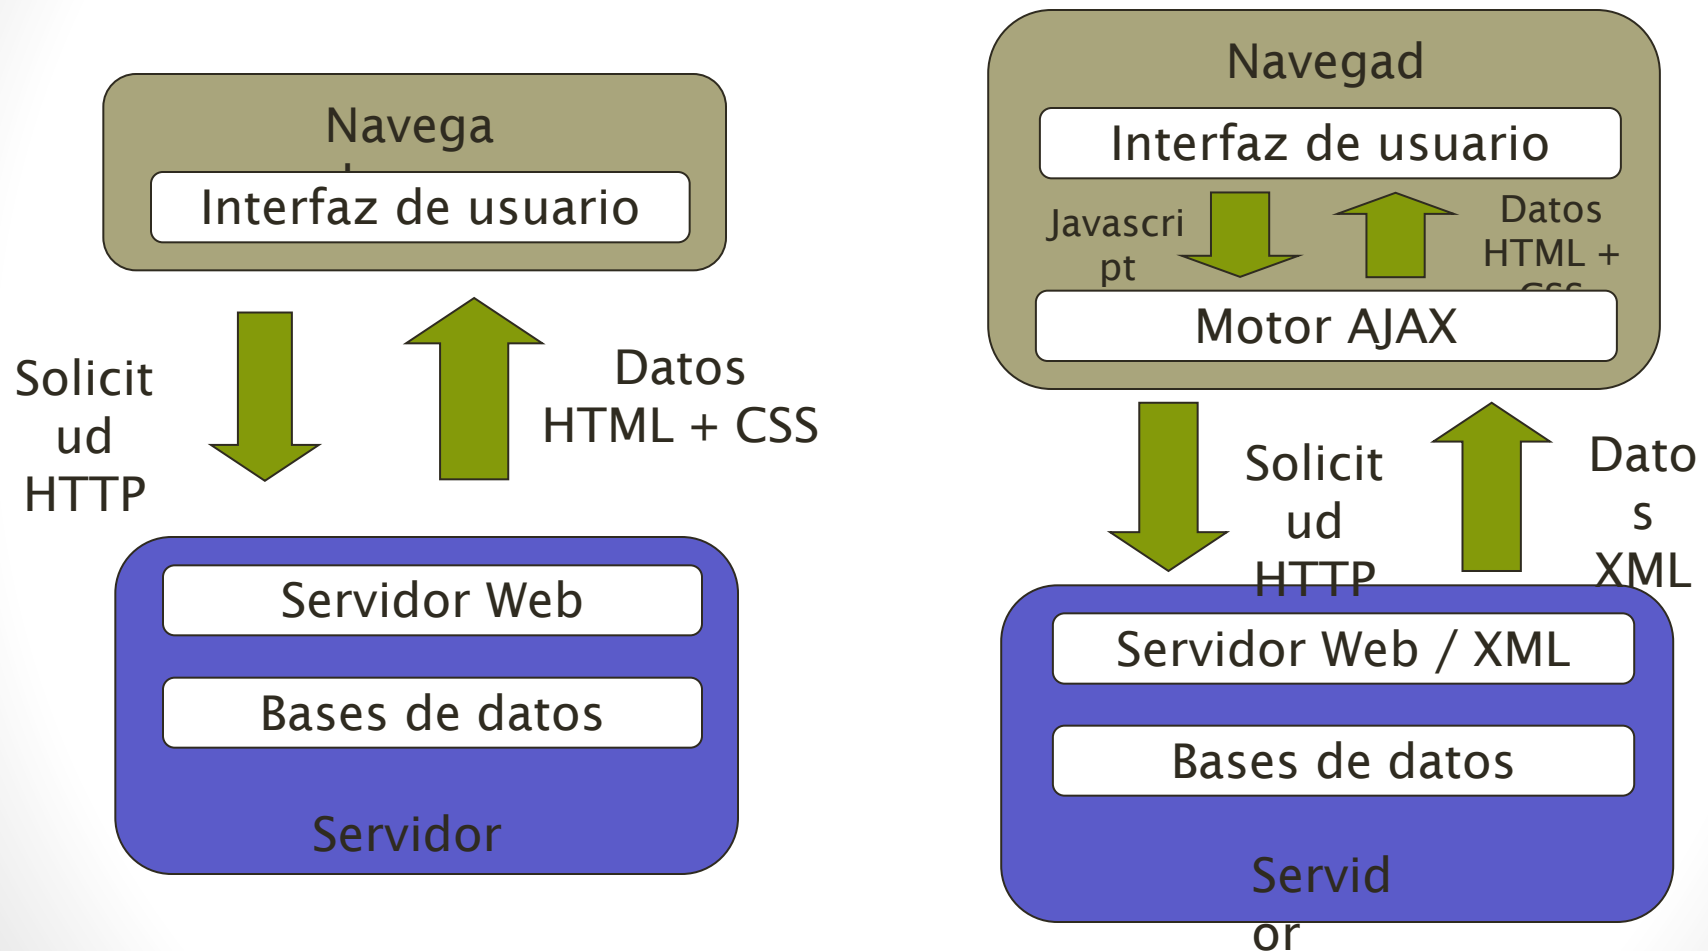 Navega
Interfaz de usuario
Solicit
ud
HTTP
Datos
HTML + CSS
Servidor Web
Bases de datos
Servidor
Navegad
Interfaz de usuario
Javascri
pt
Datos
HTML +
CSS
Motor AJAX
Solicit
ud
HTTP
Dato
s
XML
Servidor Web / XML
Bases de datos
Servid
or